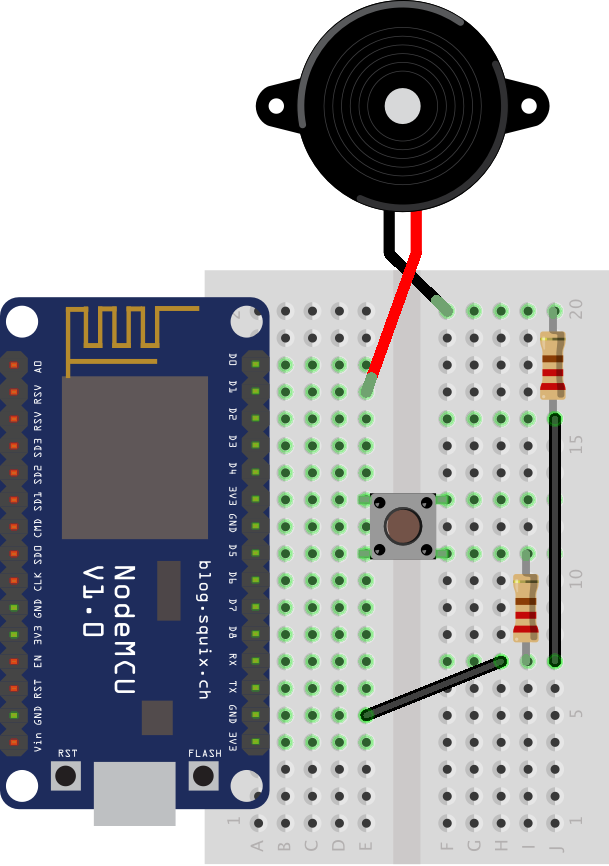 20
15
10
5
1
1
A B C D E
F G H I J
A0
RSV
RSV
SD3
SD2
SD1
CMD
SD0
CLK
GND
3V3
EN
RST
GND
Vin
D0
D1
D2
D3
D4
3V3
GND
D5
D6
D7
D8
RX
TX
GND
3V3
NodeMCU
V1.0
blog.squix.ch
RST
FLASH